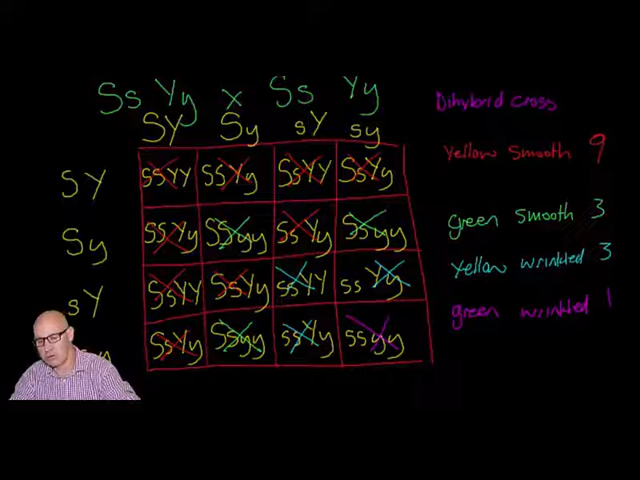 Ss Yy x Ss Yy
SY Sy sY sy
SY SSYY SSYy SsYY SsYy
Sy SSYy SSyy SsYy Ssyy
sY SsYY SsYy ssYY ssYy
y SsYy Ssyy ssYy ssyy
Dihybrid cross
Yellow smooth 9
green smooth 3
Yellow wrinkled 3
green wrinkled 1